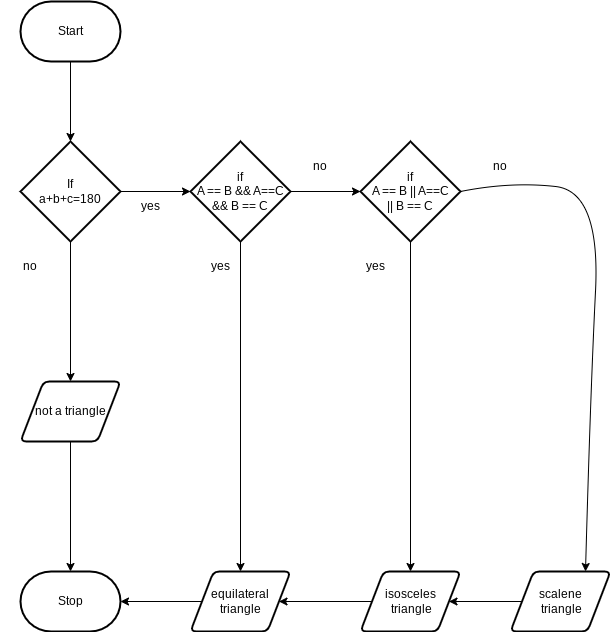 Start
If
a+b+c=180
yes
no
if
A == B && A==C
&& B == C
no
yes
if
A == B || A==C
|| B == C
no
yes
not a triangle
Stop
equilateral
triangle
isosceles
triangle
scalene
triangle